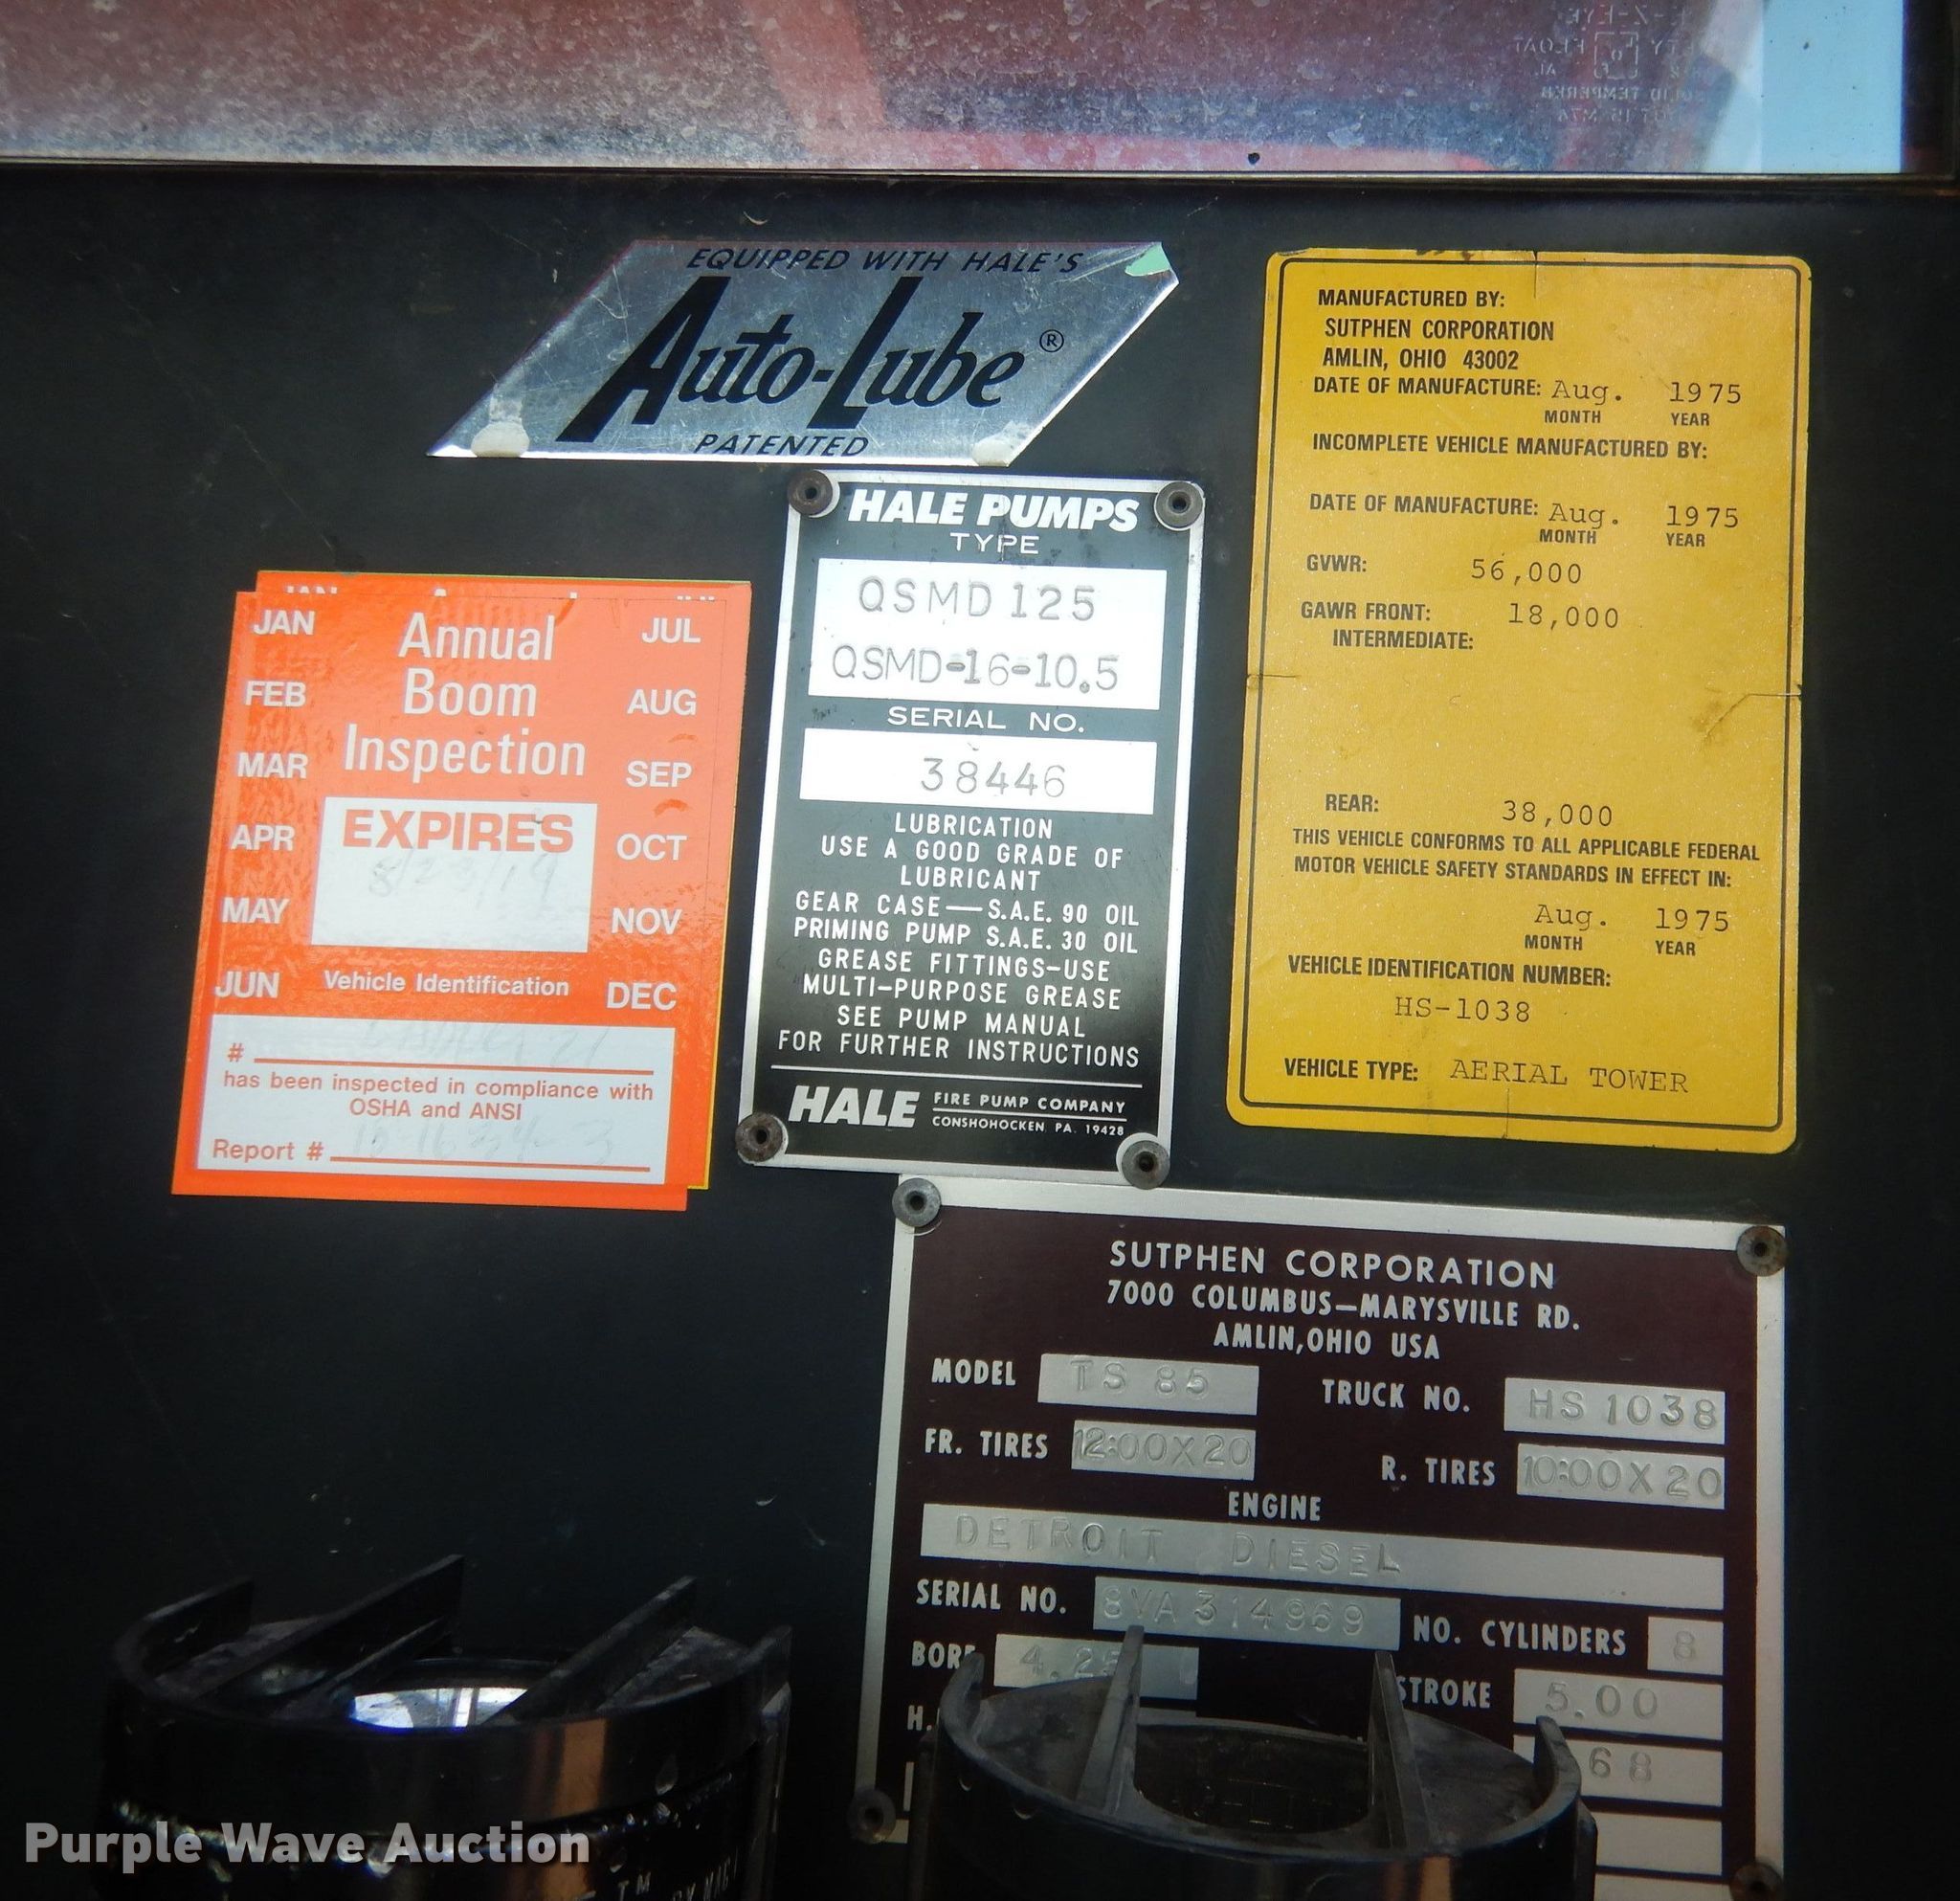 EQUIPPED WITH HALE'S
Auto-Lube®
PATENTED
MANUFACTURED BY:
SUTPHEN CORPORATION
AMLIN, OHIO 43002
DATE OF MANUFACTURE: Aug. 1975
MONTH YEAR
INCOMPLETE VEHICLE MANUFACTURED BY:
DATE OF MANUFACTURE: Aug. 1975
MONTH YEAR
GVWR: 56,000
GAWR FRONT: 18,000
INTERMEDIATE:
REAR: 38,000
THIS VEHICLE CONFORMS TO ALL APPLICABLE FEDERAL
MOTOR VEHICLE SAFETY STANDARDS IN EFFECT IN:
Aug. 1975
MONTH YEAR
VEHICLE IDENTIFICATION NUMBER:
HS-1038
VEHICLE TYPE: AERIAL TOWER
HALE PUMPS
TYPE
QSMD 125
QSMD-16-10.5
SERIAL NO.
38446
LUBRICATION
USE A GOOD GRADE OF
LUBRICANT
GEAR CASE—S.A.E. 90 OIL
PRIMING PUMP S.A.E. 30 OIL
GREASE FITTINGS-USE
MULTI-PURPOSE GREASE
SEE PUMP MANUAL
FOR FURTHER INSTRUCTIONS
HALE FIRE PUMP COMPANY
CONSHOHOCKEN PA. 19428
JAN Annual JUL
FEB Boom AUG
MAR Inspection SEP
APR EXPIRES OCT
8/23/19
MAY NOV
JUN Vehicle Identification DEC
#
has been inspected in compliance with
OSHA and ANSI
Report #
SUTPHEN CORPORATION
7000 COLUMBUS—MARYSVILLE RD.
AMLIN, OHIO USA
MODEL TS 85 TRUCK NO. HS 1038
FR. TIRES 12:00X20 R. TIRES 10:00X20
ENGINE
DETROIT DIESEL
SERIAL NO. 8VA314969 NO. CYLINDERS 8
BORE 4.2 STROKE 5.00
H. 68
Purple Wave Auction
TM